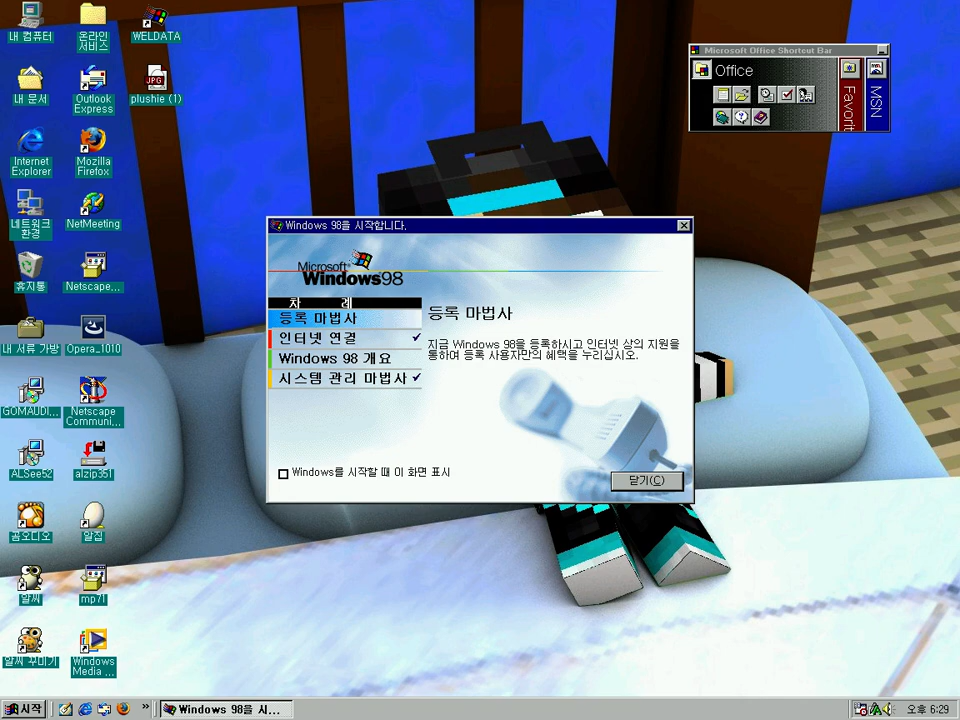 내 컴퓨터
온라인
서비스
WELDATA
내 문서
Outlook
Express
JPG
plushie (1)
Internet
Explorer
Mozilla
Firefox
네트워크
환경
NetMeeting
휴지통
Netscape...
내 서류 가방
Opera_1010
GOMAUDI...
Netscape
Communi...
ALSee52
alzip351
곰오디오
알집
알씨
mp71
알씨 꾸미기
Windows
Media ...
Microsoft Office Shortcut Bar
Office
Favorit
MSN
Windows 98을 시작합니다.
Microsoft
Windows98
차 례
등록 마법사
인터넷 연결
Windows 98 개요
시스템 관리 마법사
등록 마법사
지금 Windows 98을 등록하시고 인터넷 상의 지원을
통하여 등록 사용자만의 혜택을 누리십시오.
Windows를 시작할 때 이 화면 표시
닫기(C)
시작
Windows 98을 시...
오후 6:29